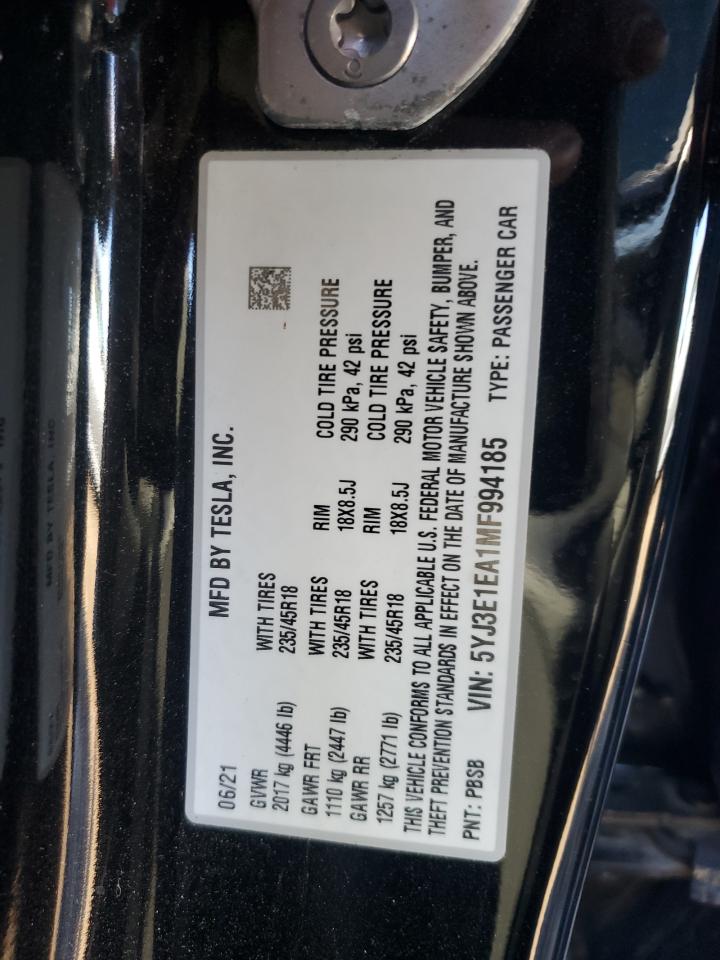 06/21 MFD BY TESLA, INC.
GVWR WITH TIRES
2017 kg (4446 lb) 235/45R18
GAWR FRT WITH TIRES RIM COLD TIRE PRESSURE
1110 kg (2447 lb) 235/45R18 18X8.5J 290 kPa, 42 psi
GAWR RR WITH TIRES RIM COLD TIRE PRESSURE
1257 kg (2771 lb) 235/45R18 18X8.5J 290 kPa, 42 psi
THIS VEHICLE CONFORMS TO ALL APPLICABLE U.S. FEDERAL MOTOR VEHICLE SAFETY, BUMPER, AND
THEFT PREVENTION STANDARDS IN EFFECT ON THE DATE OF MANUFACTURE SHOWN ABOVE.
PNT: PBSB VIN: 5YJ3E1EA1MF994185 TYPE: PASSENGER CAR